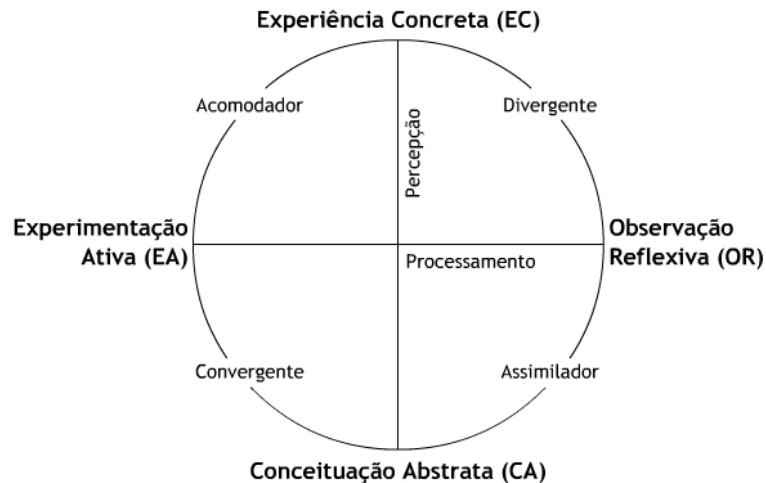 Experiência Concreta (EC)
Acomodador
Divergente
Percepção
Experimentação
Ativa (EA)
Observação
Reflexiva (OR)
Processamento
Convergente
Assimilador
Conceituação Abstrata (CA)